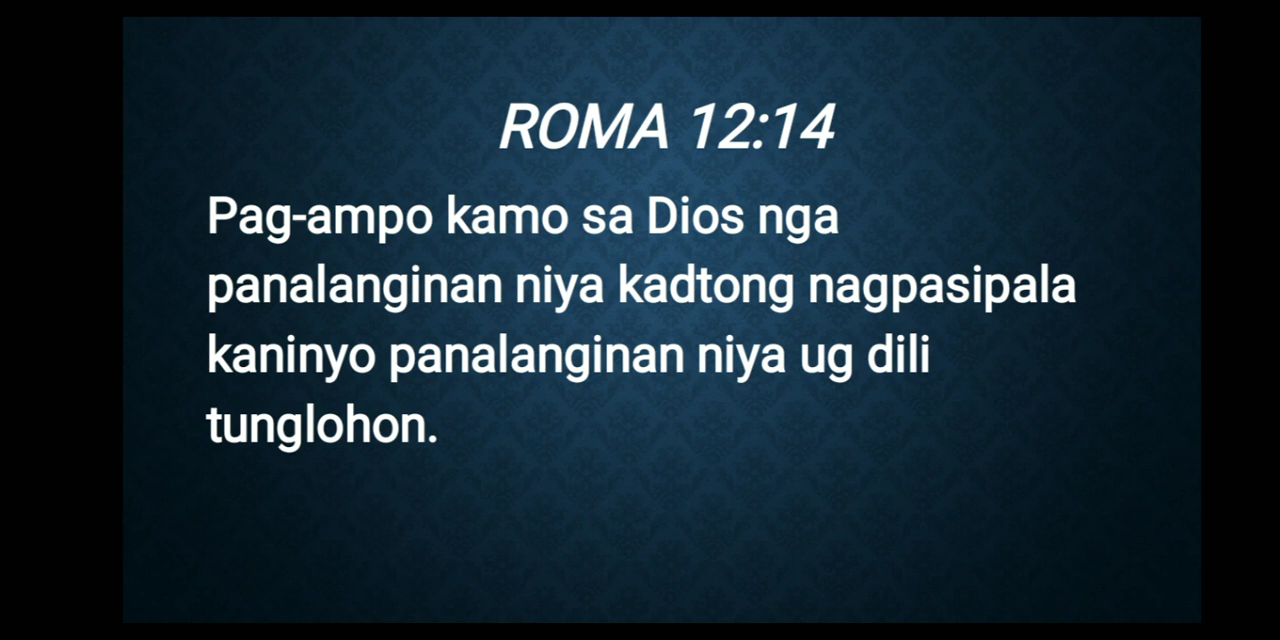 ROMA 12:14
Pag-ampo kamo sa Dios nga
panalanginan niya kadtong nagpasipala
kaninyo panalanginan niya ug dili
tunglohon.